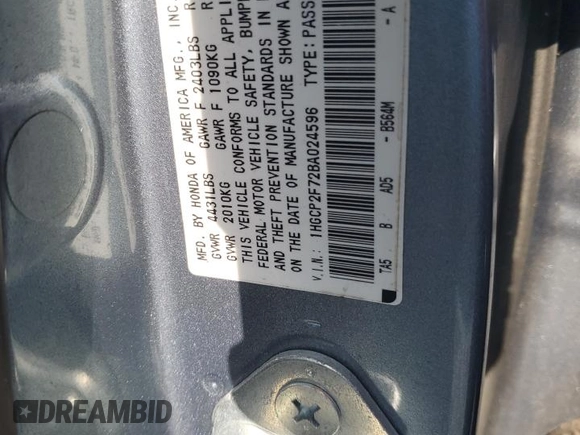 MFD. BY HONDA OF AMERICA MFG., INC.
GVWR 4431LBS GAWR F 2403LBS R
GVWR 2010KG GAWR F 1090KG R
THIS VEHICLE CONFORMS TO ALL APPLI
FEDERAL MOTOR VEHICLE SAFETY, BUMPE
AND THEFT PREVENTION STANDARDS IN
ON THE DATE OF MANUFACTURE SHOWN A
V.I.N.: 1HGCP2F72BA024596 TYPE: PASS
TA5 B AD5 - B564M - A
DREAMBID